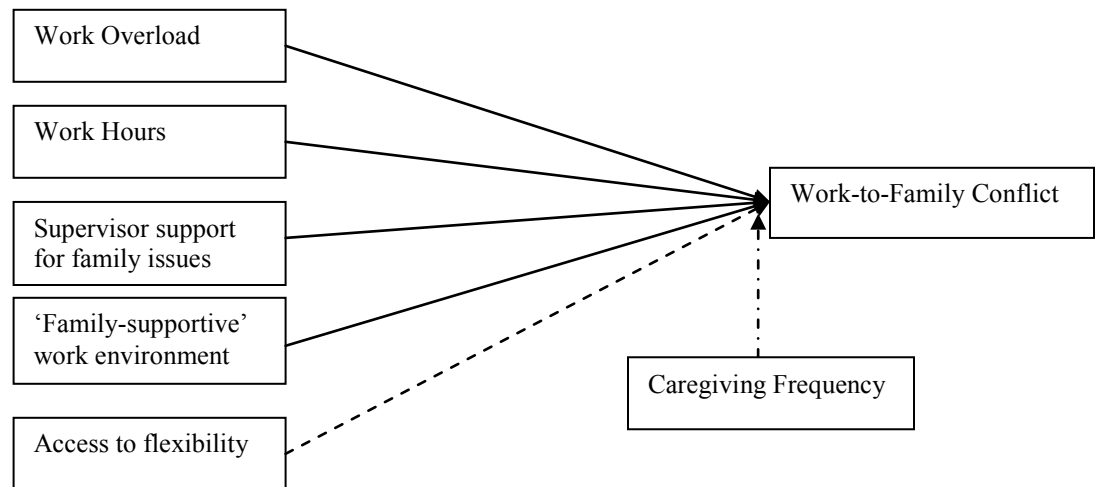 Work Overload
Work Hours
Supervisor support
for family issues
‘Family-supportive’
work environment
Access to flexibility
Work-to-Family Conflict
Caregiving Frequency